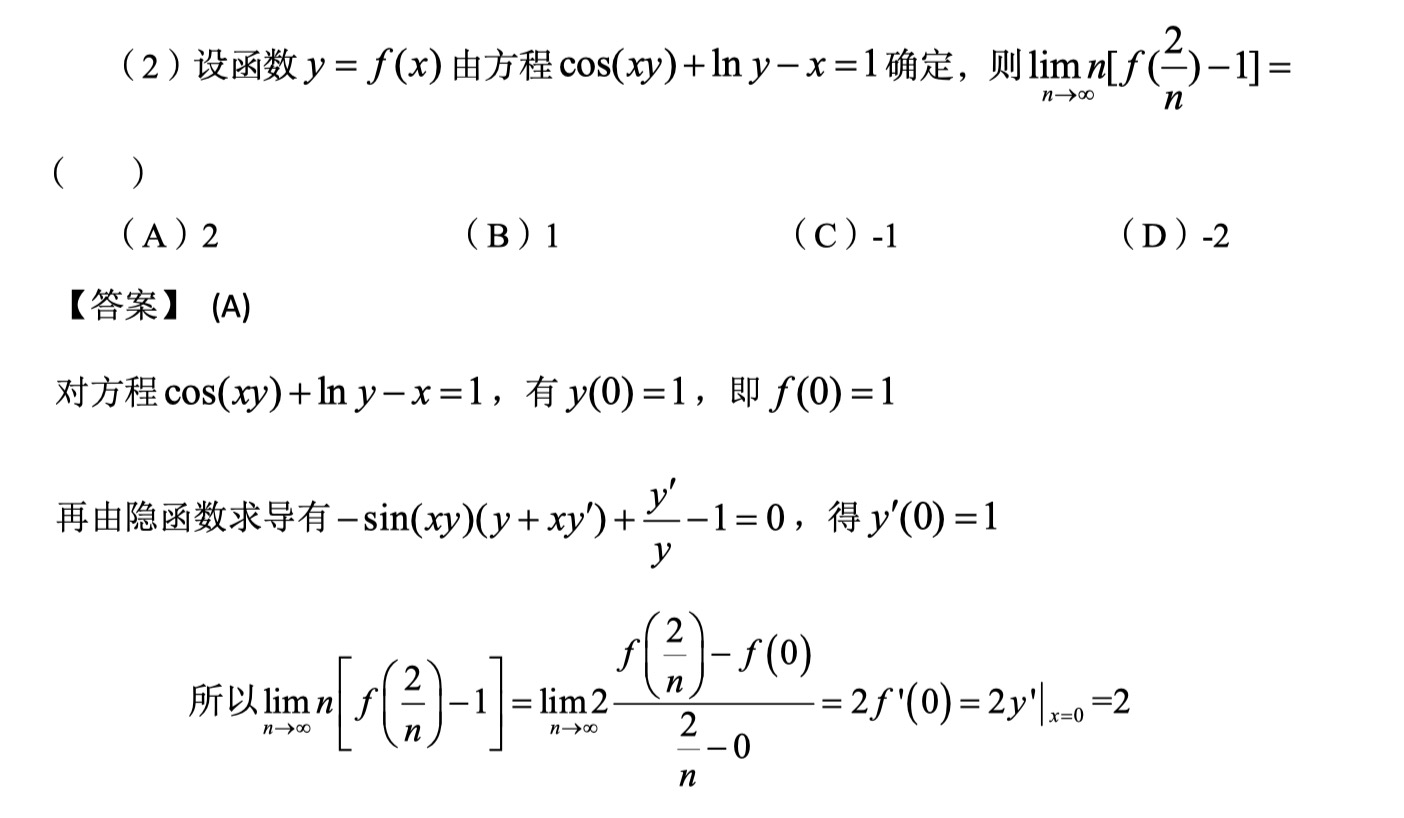 （2）设函数 y = f(x) 由方程 cos(xy) + ln y − x = 1 确定，则 lim_{n→∞} n[f(2/n) − 1] =
(    )
（A）2 （B）1 （C）-1 （D）-2
【答案】 (A)
对方程 cos(xy) + ln y − x = 1，有 y(0) = 1，即 f(0) = 1
再由隐函数求导有 − sin(xy)(y + xy′) + y′/y − 1 = 0，得 y′(0) = 1
所以 lim_{n→∞} n[f(2/n) − 1] = lim_{n→∞} 2 (f(2/n) − f(0))/(2/n − 0) = 2f '(0) = 2y'|_{x=0} =2